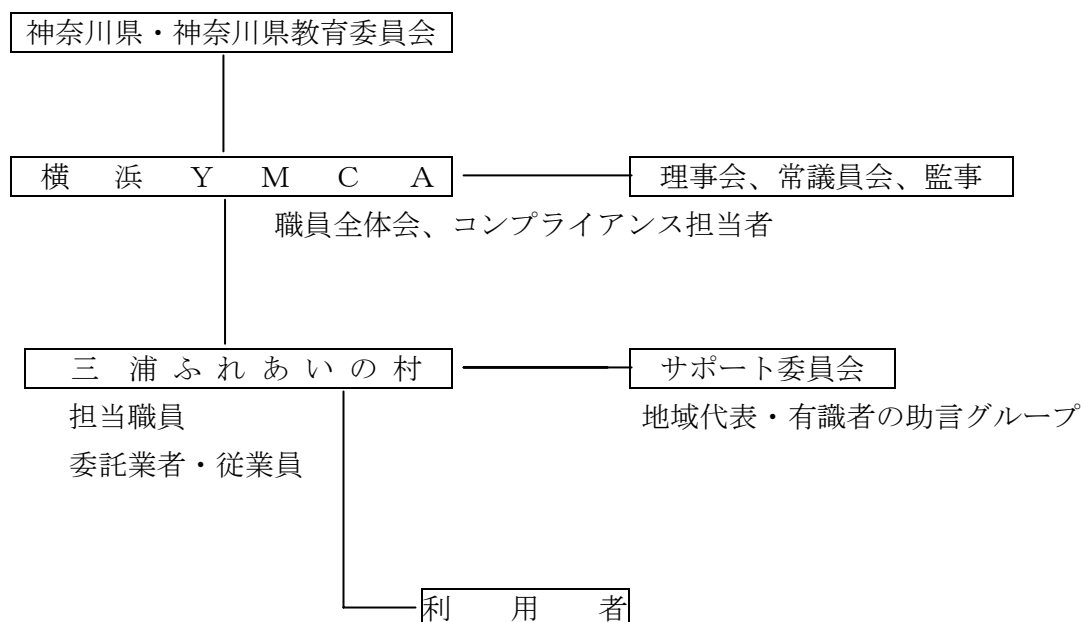 神奈川県・神奈川県教育委員会
横浜YMCA 理事会、常議員会、監事
職員全体会、コンプライアンス担当者
三浦ふれあいの村 サポート委員会
担当職員 地域代表・有識者の助言グループ
委託業者・従業員
利用者